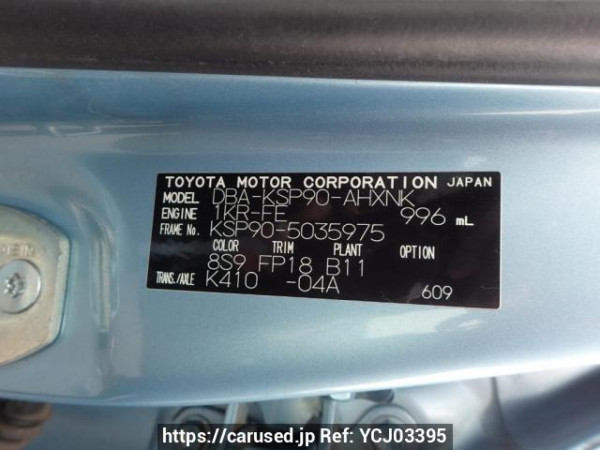 TOYOTA MOTOR CORPORATION JAPAN
MODEL DBA-KSP90-AHXNK
ENGINE 1KR-FE 996 mL
FRAME No. KSP90-5035975
COLOR TRIM PLANT OPTION
8S9 FP18 B11
TRANS./AXLE K410 -04A
609
https://carused.jp Ref: YCJ03395